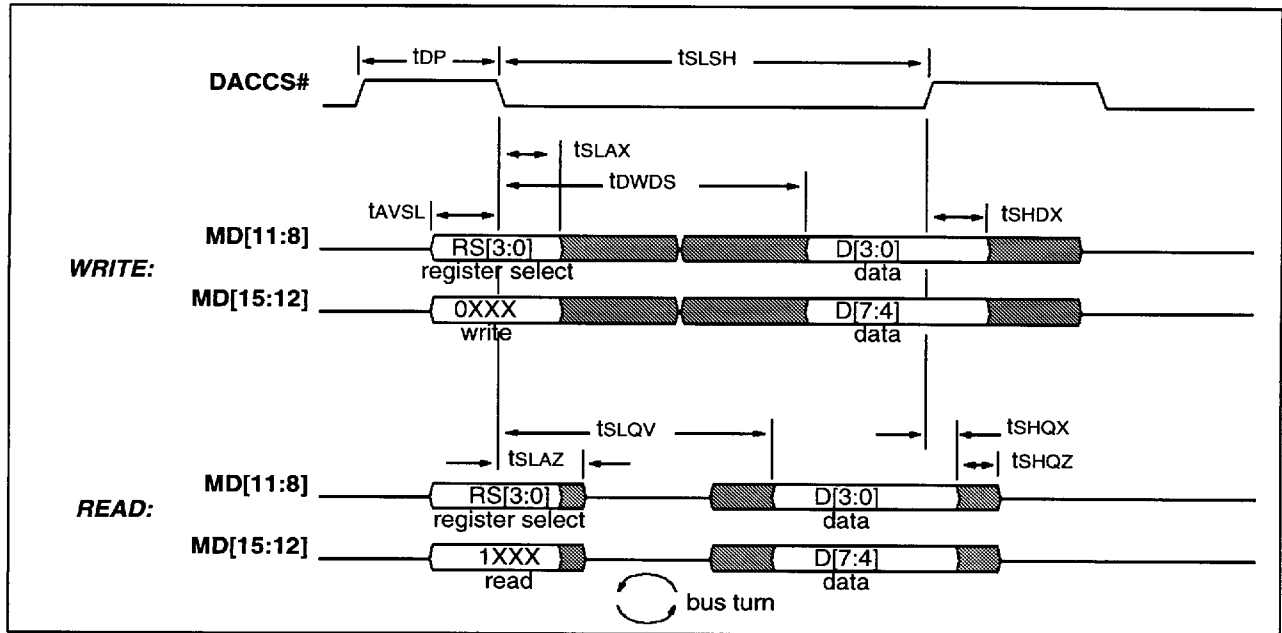 tDP
tSLSH
DACCS#
tSLAX
tDWDS
tAVSL
tSHDX
MD[11:8]
RS[3:0]
D[3:0]
register select
data
WRITE:
MD[15:12]
0XXX
D[7:4]
write
data
tSLQV
tSHQX
tSLAZ
tSHQZ
MD[11:8]
RS[3:0]
D[3:0]
register select
data
READ:
MD[15:12]
1XXX
D[7:4]
read
data
bus turn